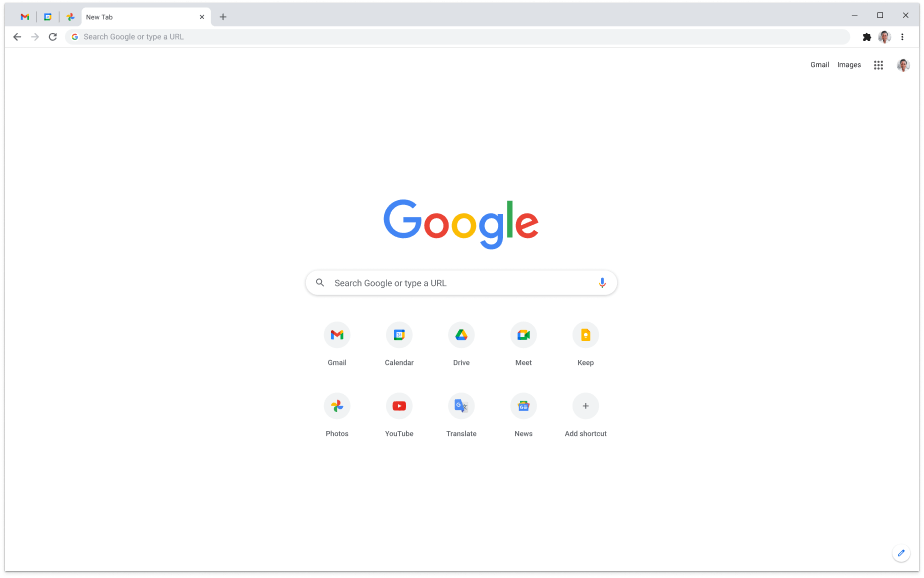 New Tab
Search Google or type a URL
Gmail Images
Google
Search Google or type a URL
Gmail Calendar Drive Meet Keep
Photos YouTube Translate News Add shortcut